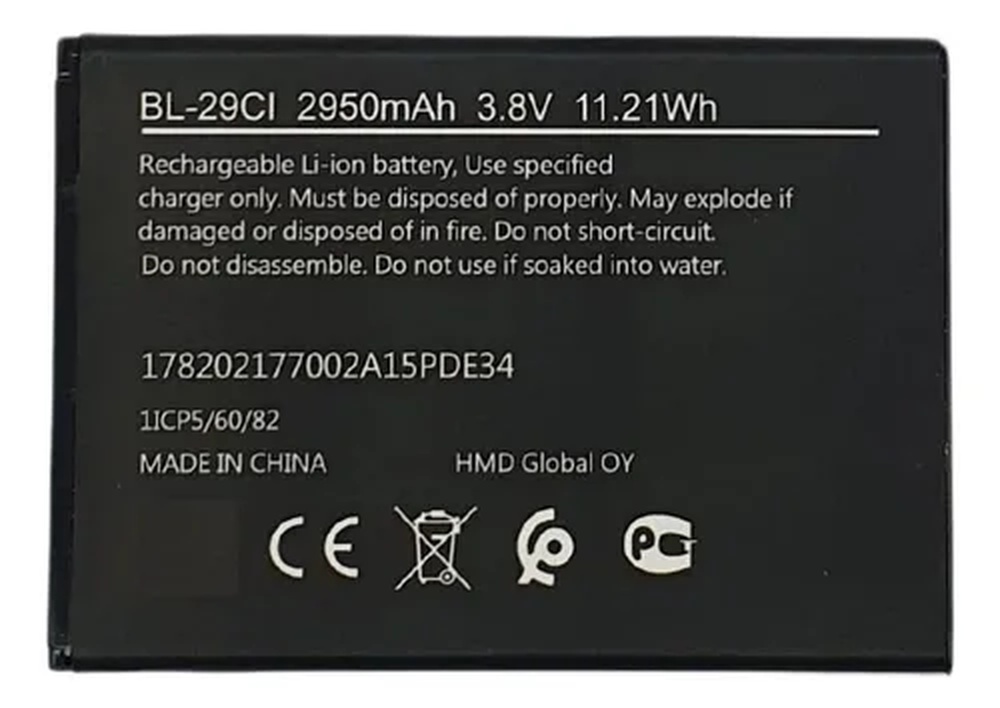 BL-29CI 2950mAh 3.8V 11.21Wh
Rechargeable Li-ion battery, Use specified
charger only. Must be disposed of properly. May explode if
damaged or disposed of in fire. Do not short-circuit.
Do not disassemble. Do not use if soaked into water.
178202177002A15PDE34
1ICP5/60/82
MADE IN CHINA HMD Global OY
CE PCT